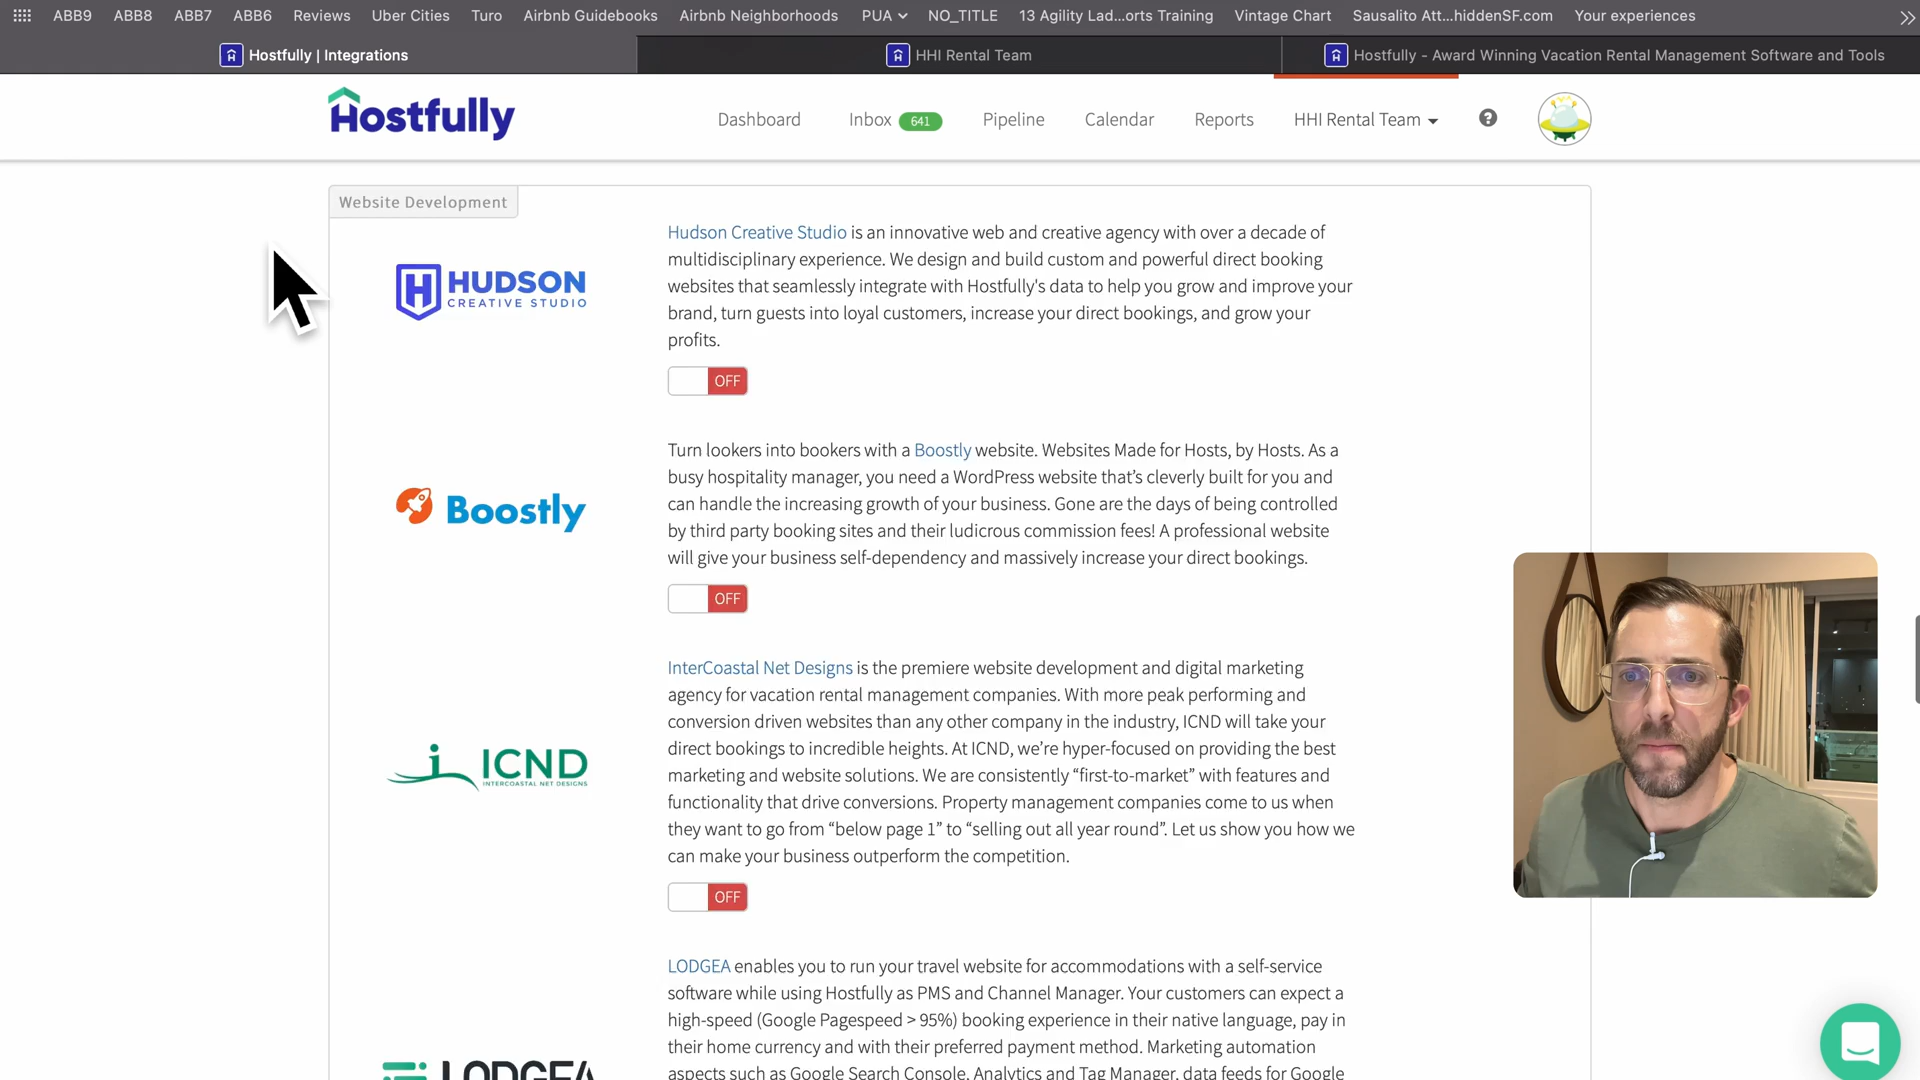 ABB9 ABB8 ABB7 ABB6 Reviews Uber Cities Turo Airbnb Guidebooks Airbnb Neighborhoods PUA NO_TITLE 13 Agility Lad...orts Training Vintage Chart Sausalito Att...hiddenSF.com Your experiences
Hostfully | Integrations HHI Rental Team Hostfully - Award Winning Vacation Rental Management Software and Tools
Hostfully Dashboard Inbox 641 Pipeline Calendar Reports HHI Rental Team ?
Website Development
HUDSON
CREATIVE STUDIO
Hudson Creative Studio is an innovative web and creative agency with over a decade of
multidisciplinary experience. We design and build custom and powerful direct booking
websites that seamlessly integrate with Hostfully's data to help you grow and improve your
brand, turn guests into loyal customers, increase your direct bookings, and grow your
profits.
OFF
Boostly
Turn lookers into bookers with a Boostly website. Websites Made for Hosts, by Hosts. As a
busy hospitality manager, you need a WordPress website that’s cleverly built for you and
can handle the increasing growth of your business. Gone are the days of being controlled
by third party booking sites and their ludicrous commission fees! A professional website
will give your business self-dependency and massively increase your direct bookings.
OFF
ICND
INTERCOASTAL NET DESIGNS
InterCoastal Net Designs is the premiere website development and digital marketing
agency for vacation rental management companies. With more peak performing and
conversion driven websites than any other company in the industry, ICND will take your
direct bookings to incredible heights. At ICND, we’re hyper-focused on providing the best
marketing and website solutions. We are consistently “first-to-market” with features and
functionality that drive conversions. Property management companies come to us when
they want to go from “below page 1” to “selling out all year round”. Let us show you how we
can make your business outperform the competition.
OFF
LODGEA
LODGEA enables you to run your travel website for accommodations with a self-service
software while using Hostfully as PMS and Channel Manager. Your customers can expect a
high-speed (Google Pagespeed > 95%) booking experience in their native language, pay in
their home currency and with their preferred payment method. Marketing automation
aspects such as Google Search Console, Analytics and Tag Manager, data feeds for Google